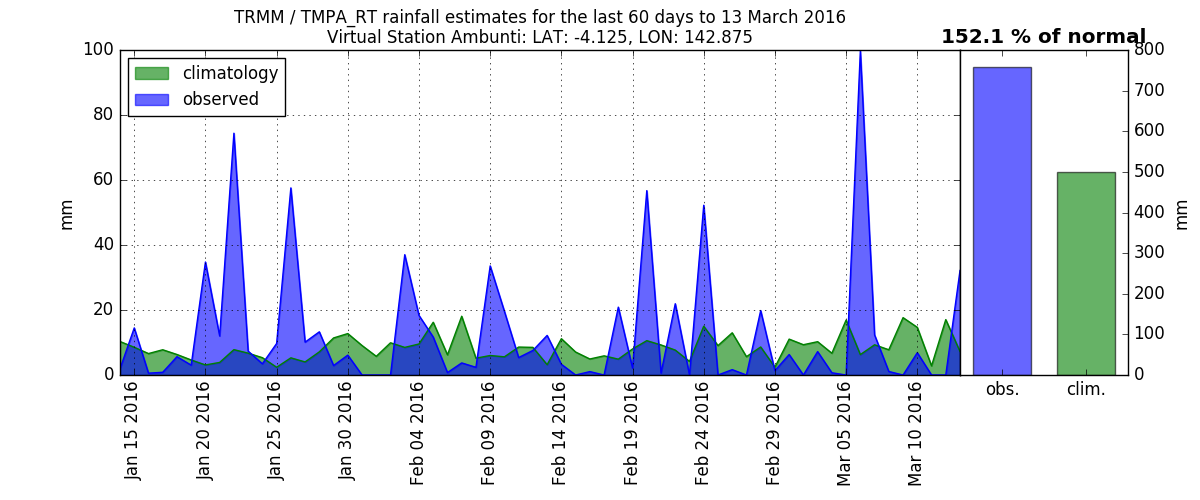 TRMM / TMPA_RT rainfall estimates for the last 60 days to 13 March 2016
Virtual Station Ambunti: LAT: -4.125, LON: 142.875
152.1 % of normal
climatology
observed
100
80
60
40
20
0
mm
Jan 15 2016
Jan 20 2016
Jan 25 2016
Jan 30 2016
Feb 04 2016
Feb 09 2016
Feb 14 2016
Feb 19 2016
Feb 24 2016
Feb 29 2016
Mar 05 2016
Mar 10 2016
800
700
600
500
400
300
200
100
0
mm
obs.
clim.